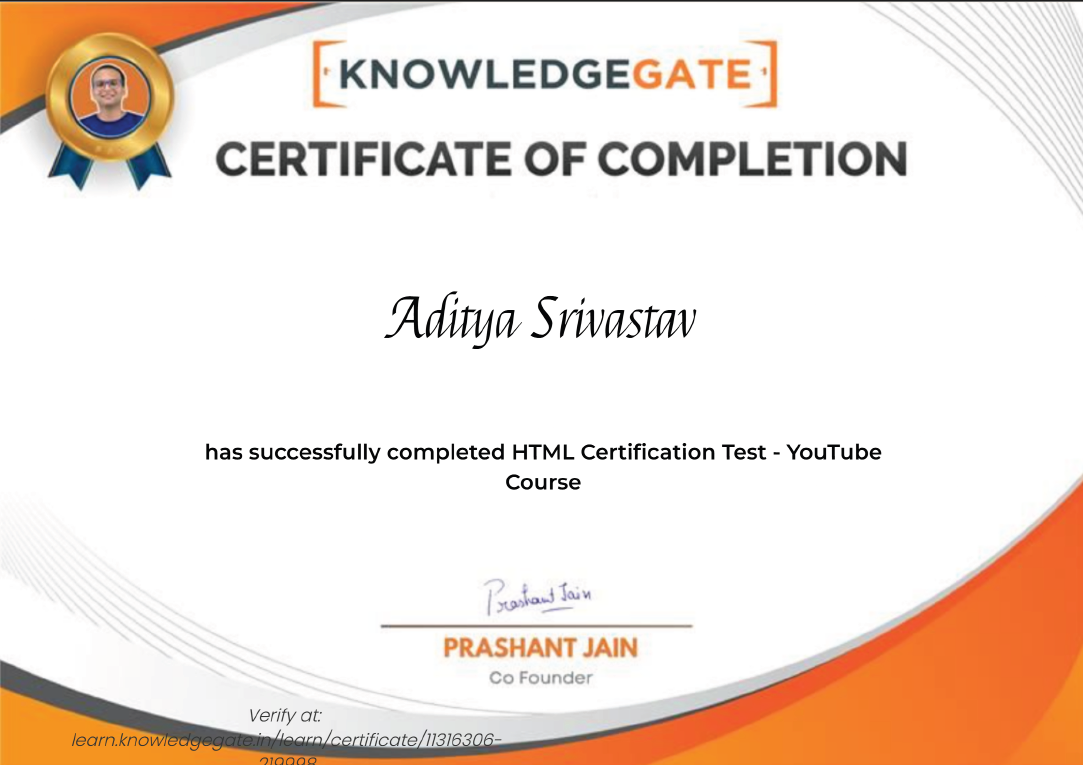 KNOWLEDGEGATE
CERTIFICATE OF COMPLETION
Aditya Srivastav
has successfully completed HTML Certification Test - YouTube
Course
Prashant Jain
PRASHANT JAIN
Co Founder
Verify at:
learn.knowledgegate.in/learn/certificate/11316306-
219998